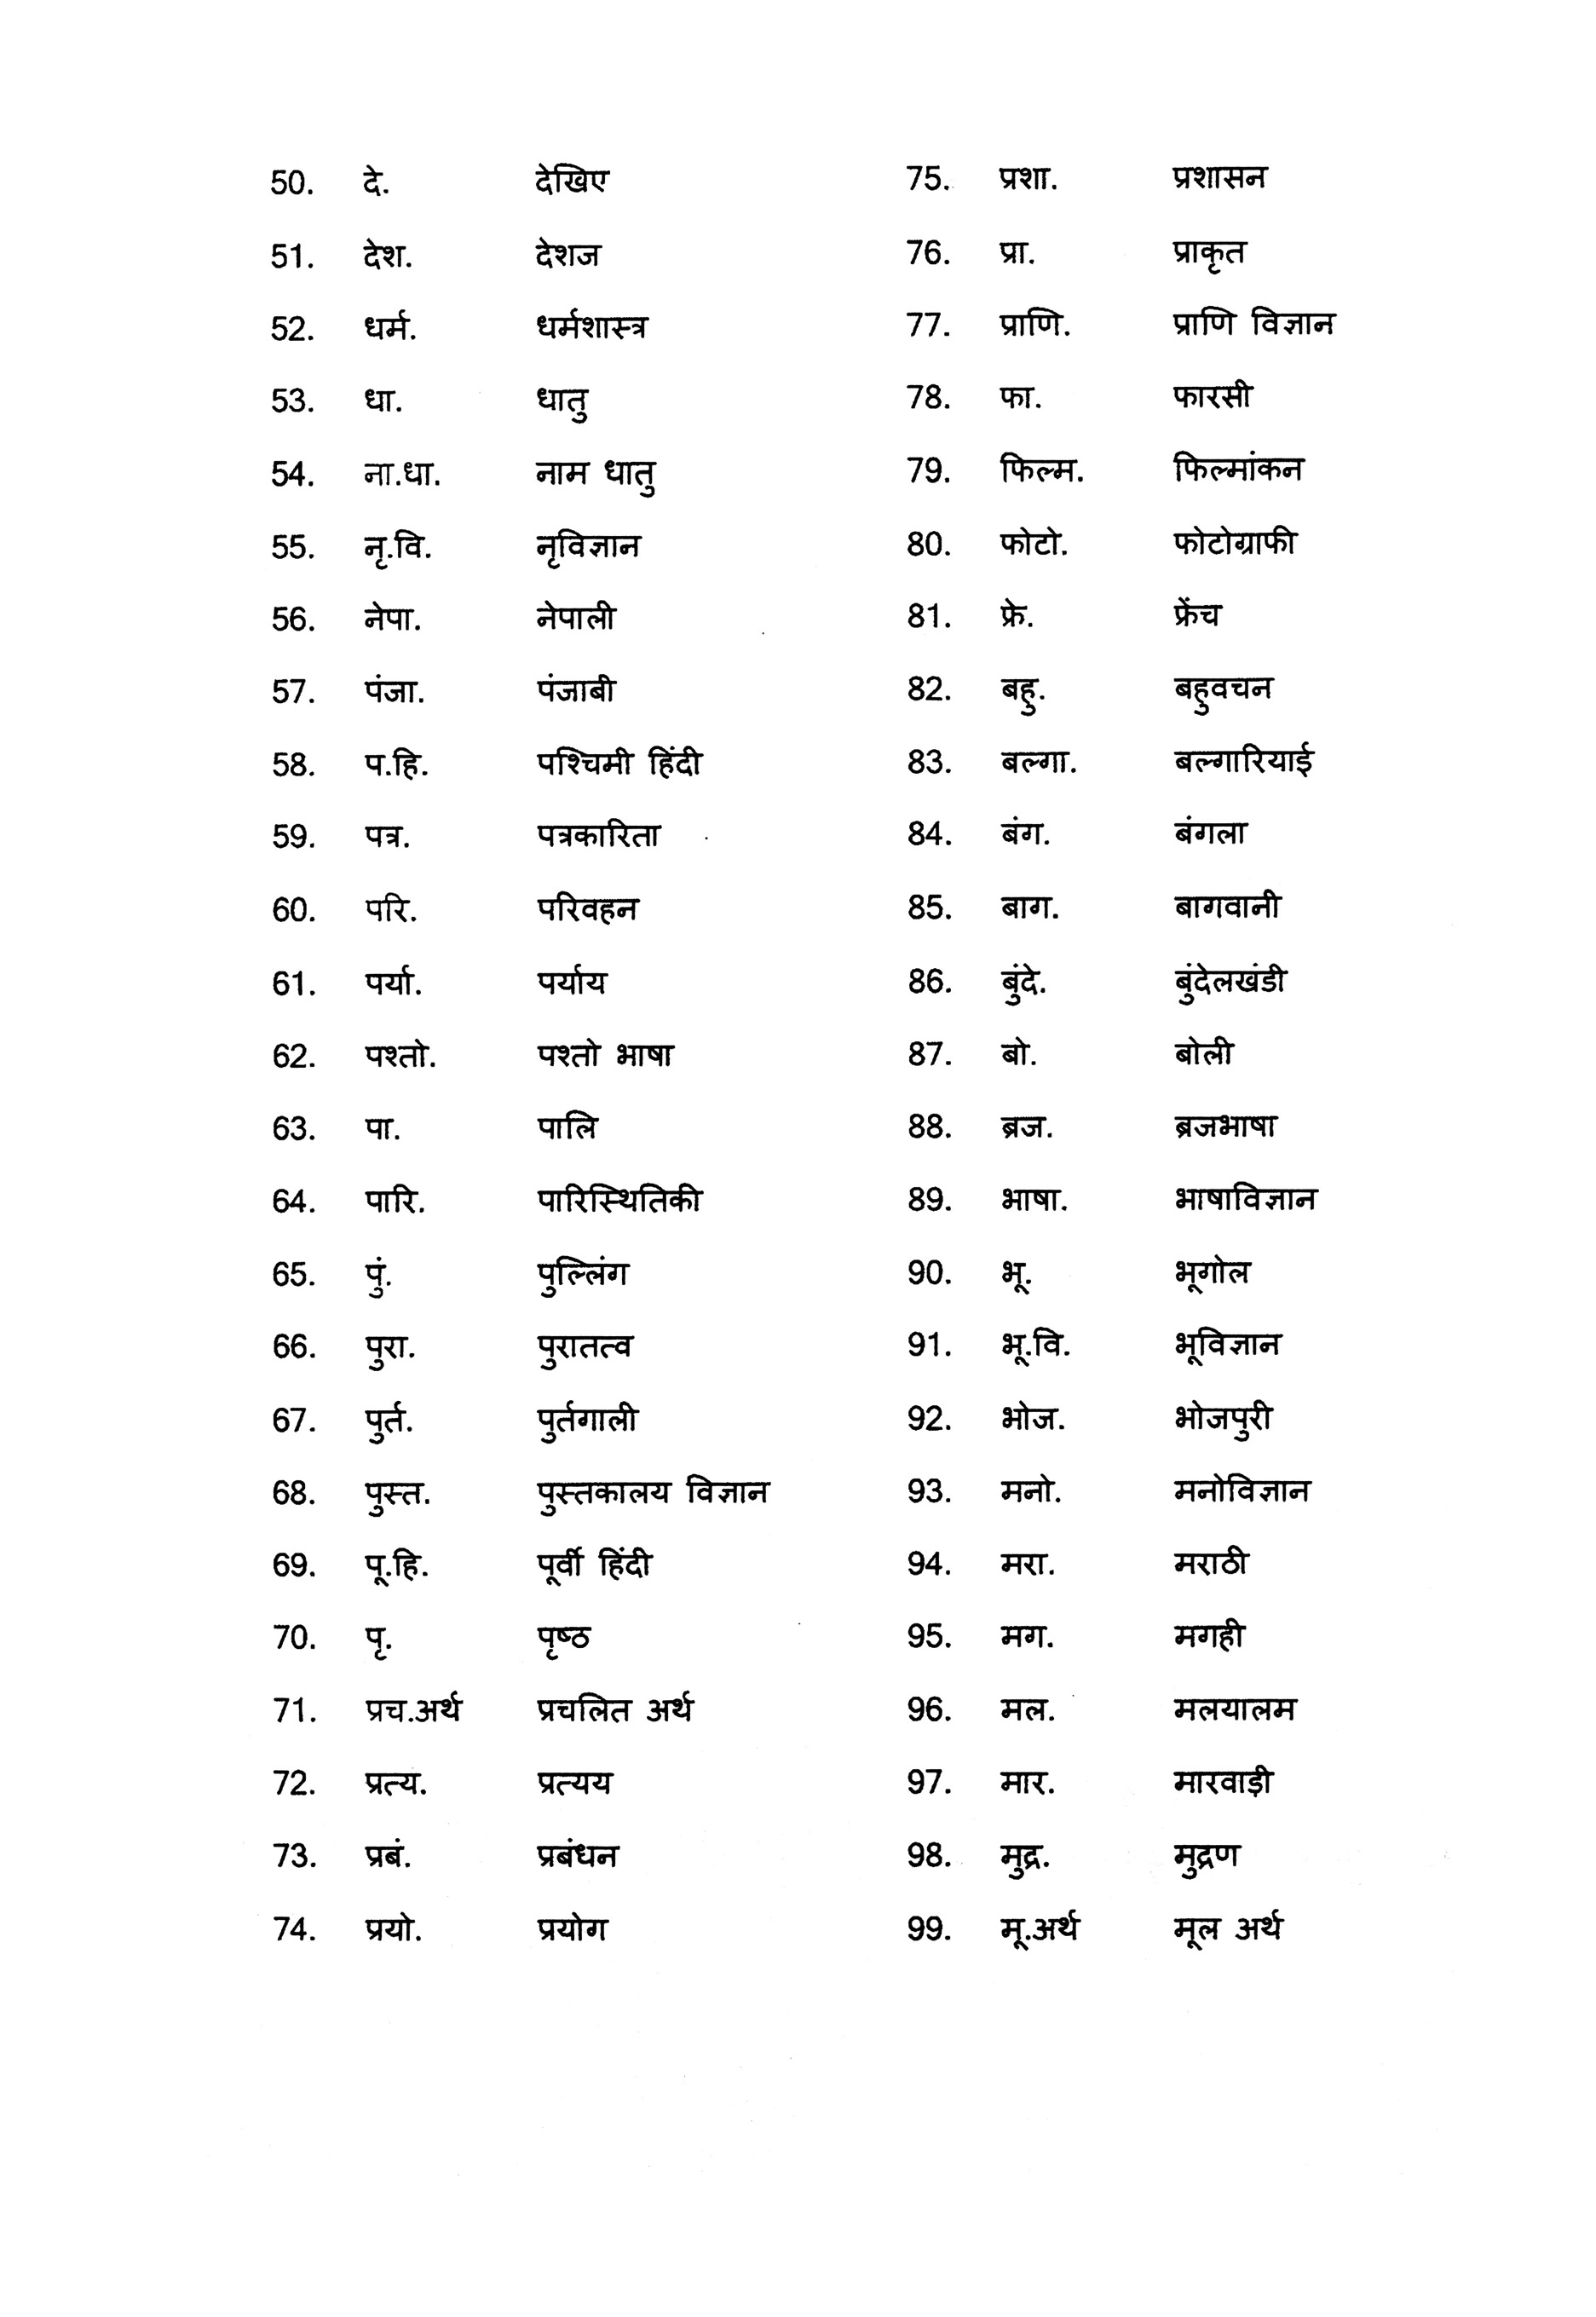 50. दे. देखिए
51. देश. देशज
52. धर्म. धर्मशास्त्र
53. धा. धातु
54. ना.धा. नाम धातु
55. नृ.वि. नृविज्ञान
56. नेपा. नेपाली
57. पंजा. पंजाबी
58. प.हि. पश्चिमी हिंदी
59. पत्र. पत्रकारिता
60. परि. परिवहन
61. पर्या. पर्याय
62. पश्तो. पश्तो भाषा
63. पा. पालि
64. पारि. पारिस्थितिकी
65. पुं. पुल्लिंग
66. पुरा. पुरातत्व
67. पुर्त. पुर्तगाली
68. पुस्त. पुस्तकालय विज्ञान
69. पू.हि. पूर्वी हिंदी
70. पृ. पृष्ठ
71. प्रच.अर्थ प्रचलित अर्थ
72. प्रत्य. प्रत्यय
73. प्रबं. प्रबंधन
74. प्रयो. प्रयोग
75. प्रशा. प्रशासन
76. प्रा. प्राकृत
77. प्राणि. प्राणि विज्ञान
78. फा. फारसी
79. फिल्म. फिल्मांकन
80. फोटो. फोटोग्राफी
81. फ्रे. फ्रेंच
82. बहु. बहुवचन
83. बल्गा. बल्गारियाई
84. बंग. बंगला
85. बाग. बागवानी
86. बुंदे. बुंदेलखंडी
87. बो. बोली
88. ब्रज. ब्रजभाषा
89. भाषा. भाषाविज्ञान
90. भू. भूगोल
91. भू.वि. भूविज्ञान
92. भोज. भोजपुरी
93. मनो. मनोविज्ञान
94. मरा. मराठी
95. मग. मगही
96. मल. मलयालम
97. मार. मारवाड़ी
98. मुद्र. मुद्रण
99. मू.अर्थ मूल अर्थ